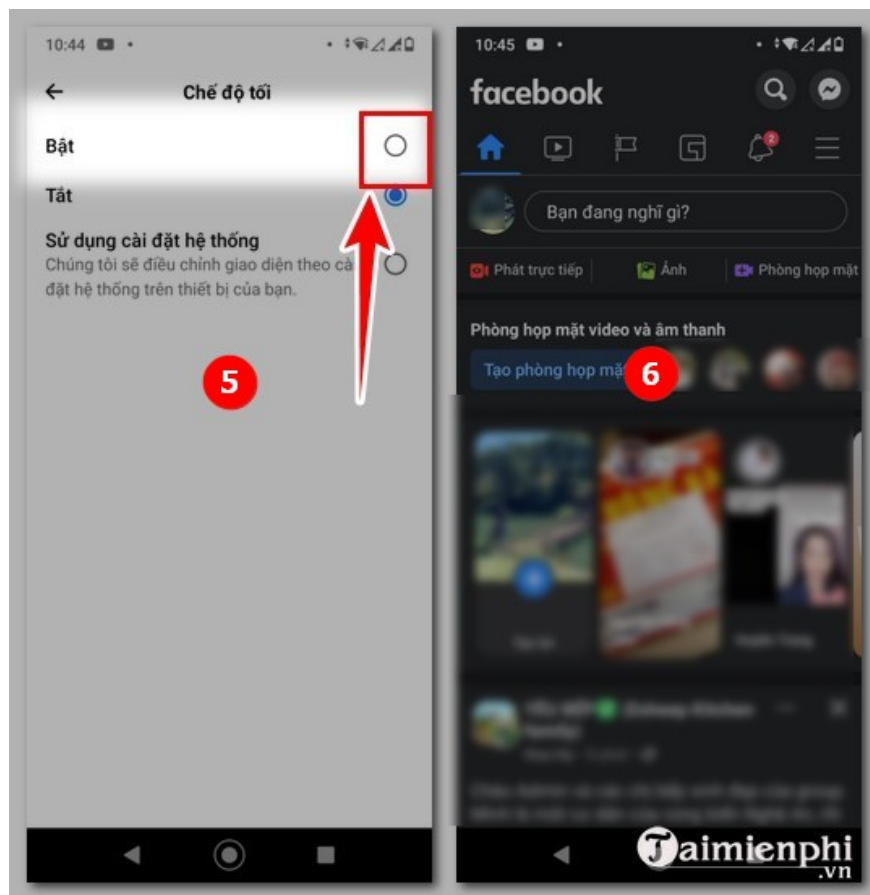 10:44
Chế độ tối
Bật
Tắt
Sử dụng cài đặt hệ thống
Chúng tôi sẽ điều chỉnh giao diện theo cà
đặt hệ thống trên thiết bị của bạn.
5
10:45
facebook
2
Bạn đang nghĩ gì?
Phát trực tiếp
Ảnh
Phòng họp mặt
Phòng họp mặt video và âm thanh
Tạo phòng họp mặ
6
Taimienphi
.vn